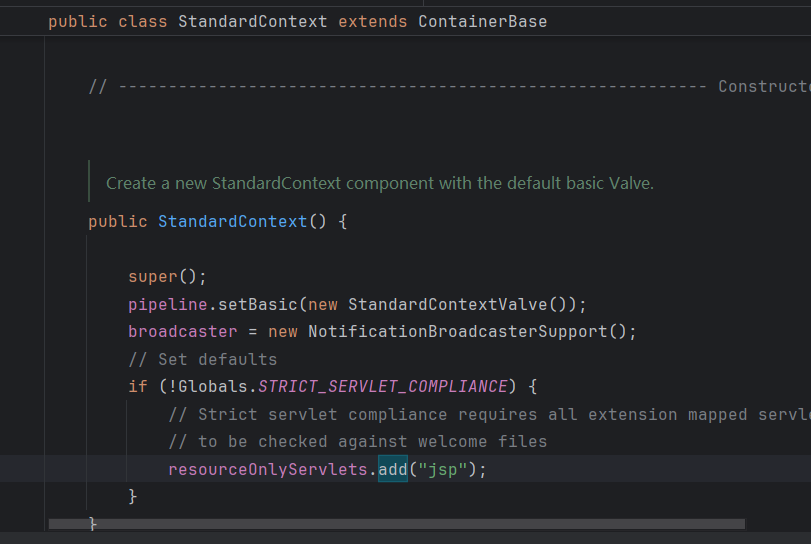 public class StandardContext extends ContainerBase
// ----------------------------------------------------------- Constructo
Create a new StandardContext component with the default basic Valve.
public StandardContext() {
super();
pipeline.setBasic(new StandardContextValve());
broadcaster = new NotificationBroadcasterSupport();
// Set defaults
if (!Globals.STRICT_SERVLET_COMPLIANCE) {
// Strict servlet compliance requires all extension mapped servle
// to be checked against welcome files
resourceOnlyServlets.add("jsp");
}
}